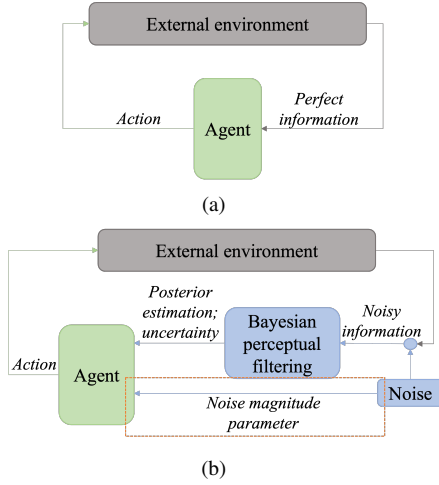 External environment
Action
Agent
Perfect
information
(a)
External environment
Posterior
estimation;
uncertainty
Bayesian
perceptual
filtering
Noisy
information
Action
Agent
Noise
Noise magnitude
parameter
(b)